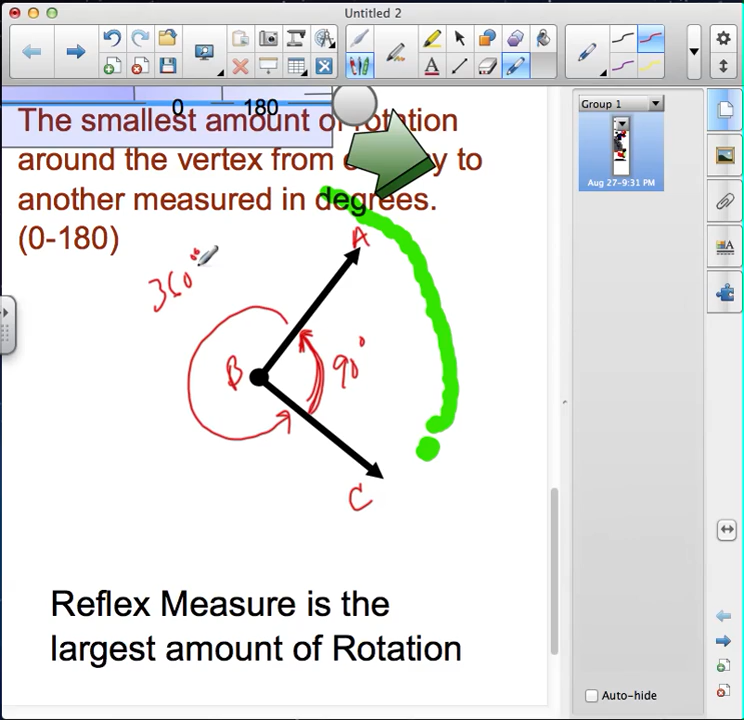 Untitled 2
Group 1
0 180
The smallest amount of rotation
around the vertex from y to
another measured in degrees.
(0-180)
Aug 27-9:31 PM
A
360°
B
90°
C
Reflex Measure is the
largest amount of Rotation
Auto-hide